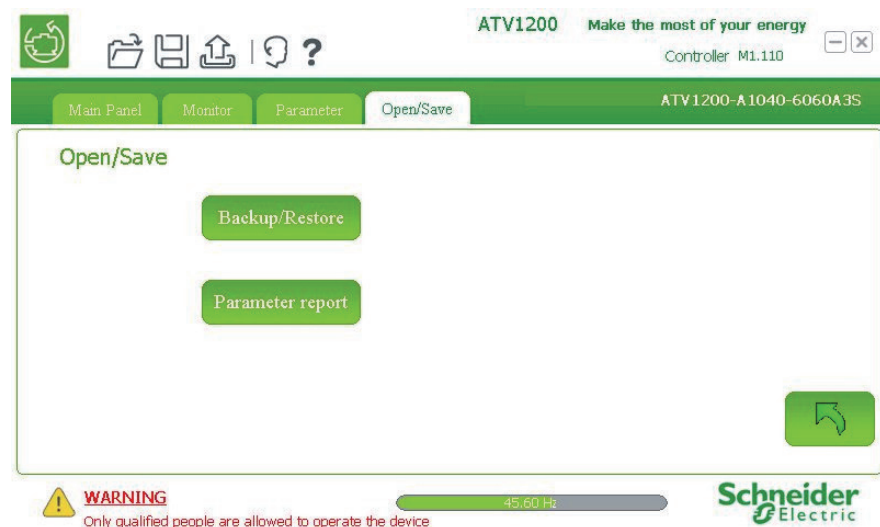 ATV1200 Make the most of your energy
Controller M1.110
?
Main Panel Monitor Parameter Open/Save ATV1200-A1040-6060A3S
Open/Save
Backup/Restore
Parameter report
WARNING
Only qualified people are allowed to operate the device
45.60 Hz
Schneider
Electric